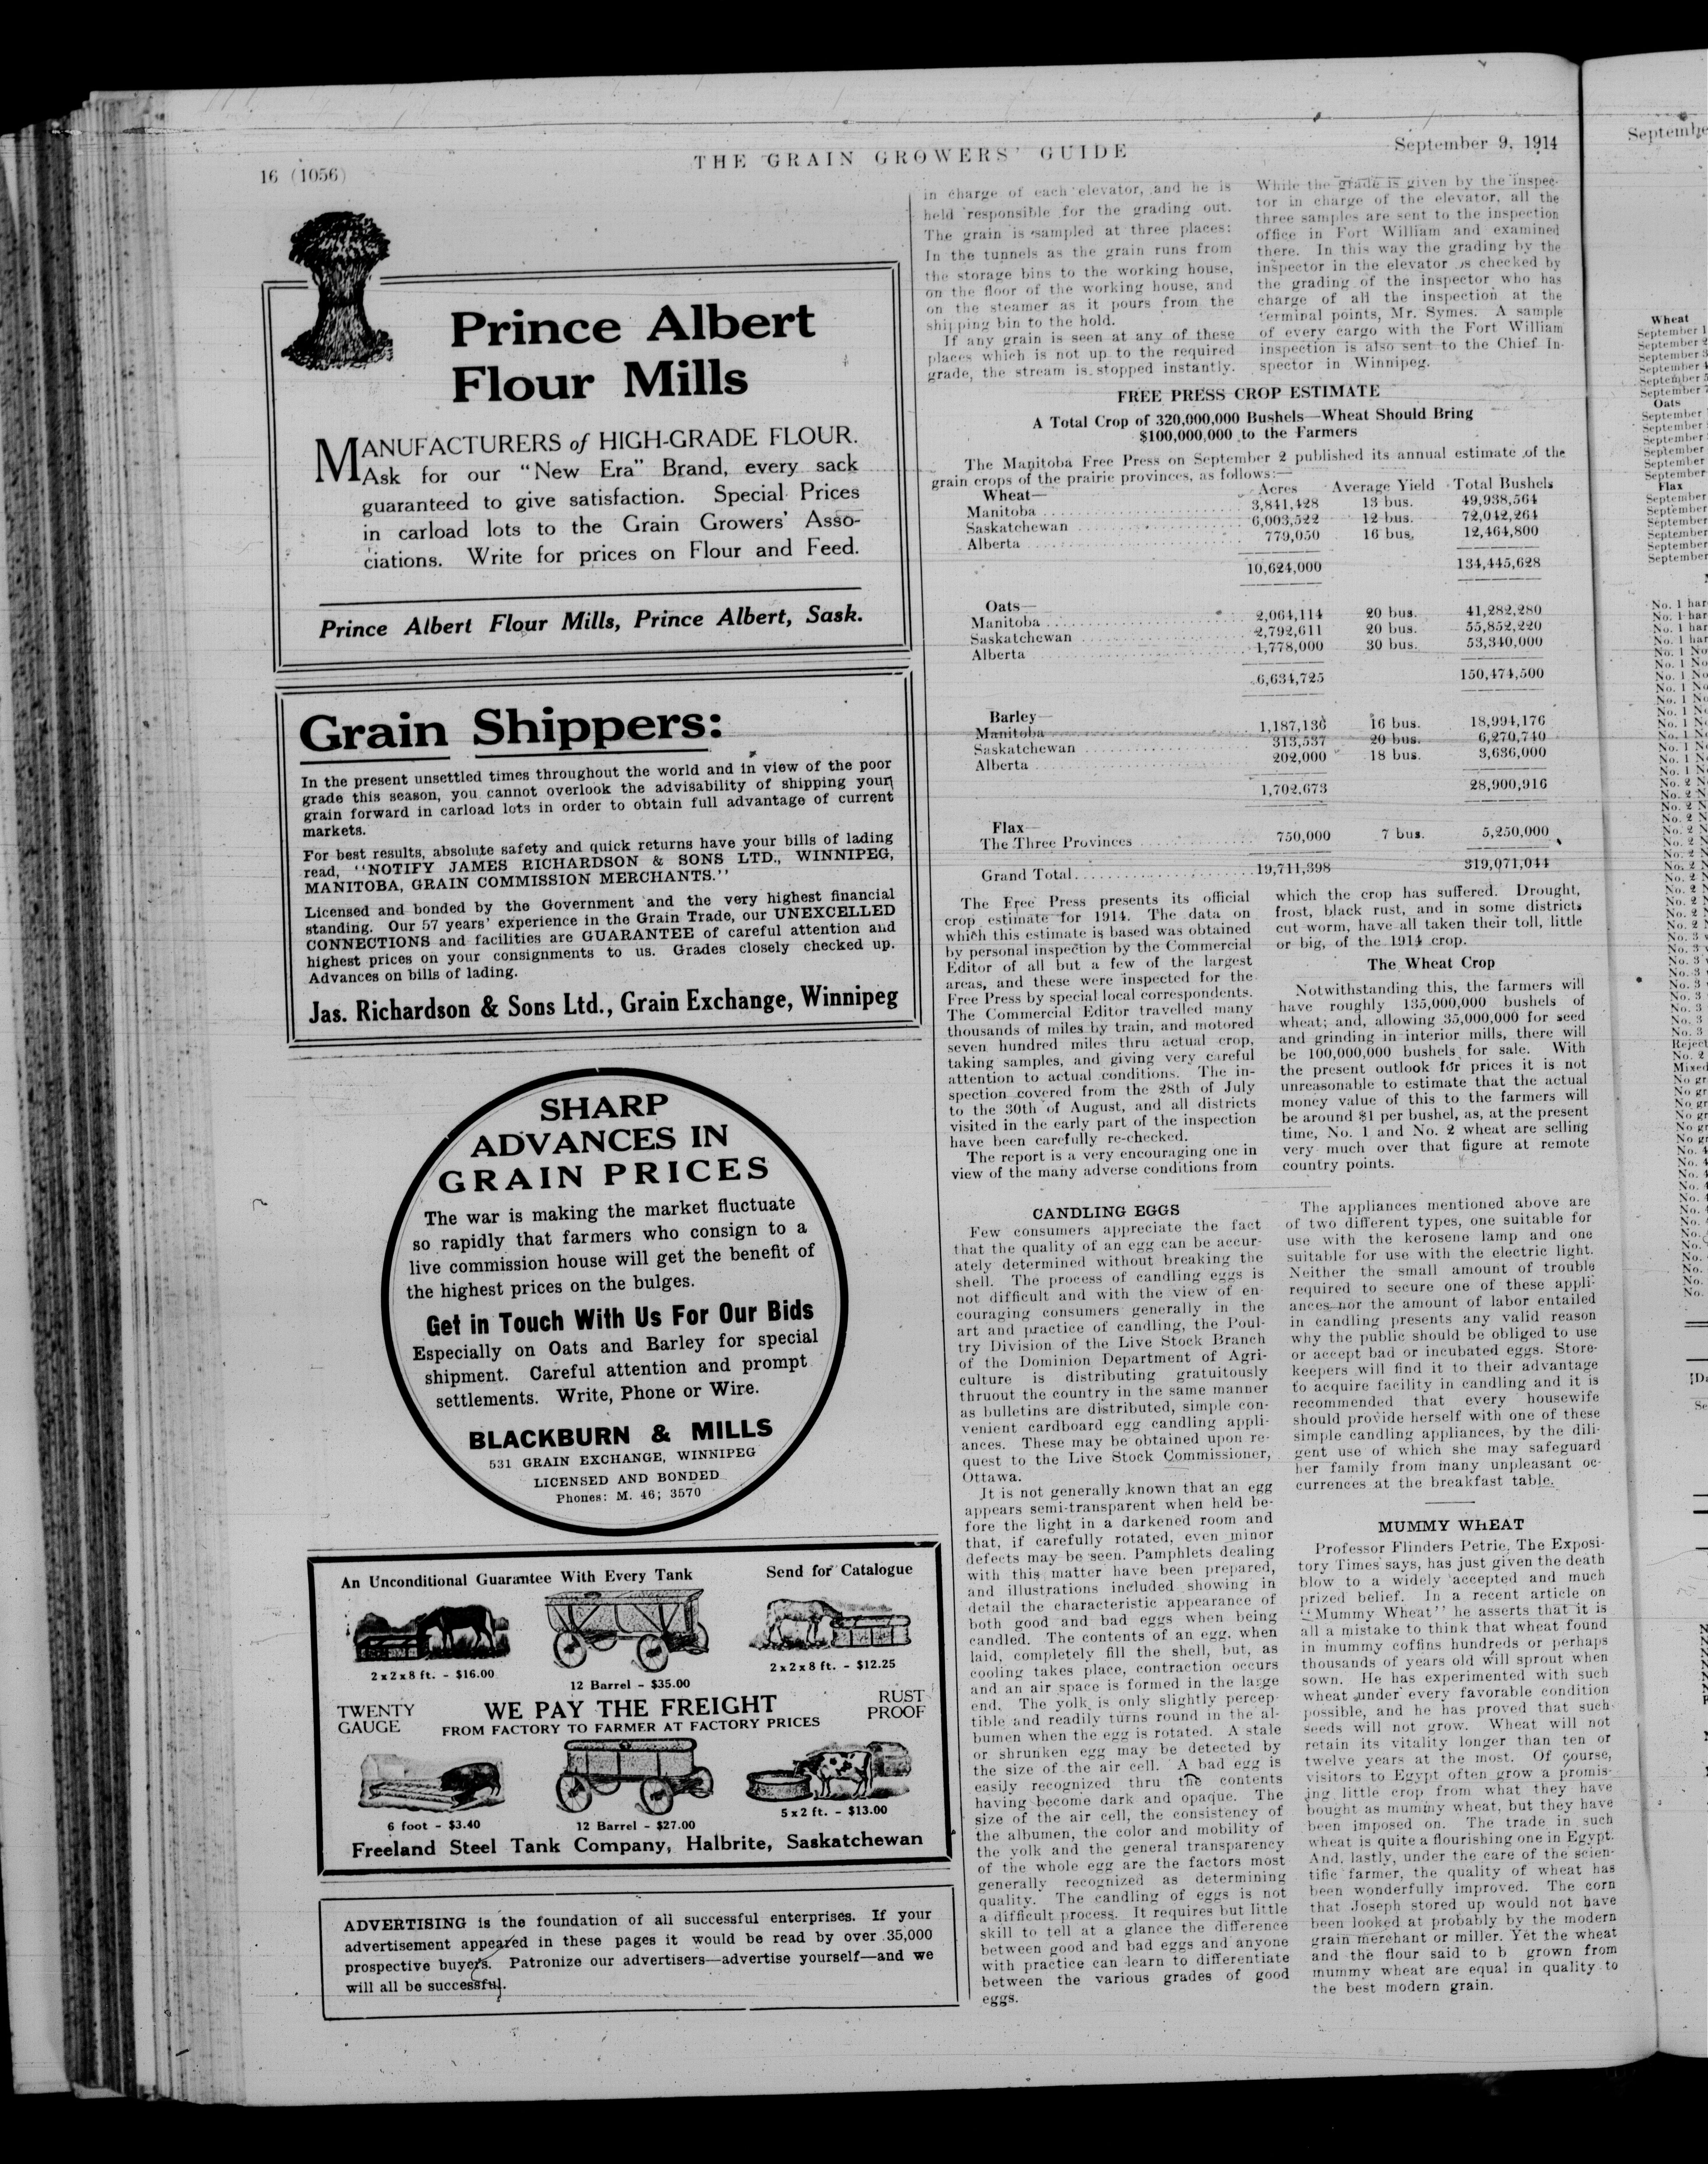 16 (1056)
THE GRAIN GROWERS' GUIDE
September 9, 1914
Prince Albert
Flour Mills
MANUFACTURERS of HIGH-GRADE FLOUR.
Ask for our "New Era" Brand, every sack
guaranteed to give satisfaction. Special Prices
in carload lots to the Grain Growers' Asso-
ciations. Write for prices on Flour and Feed.
Prince Albert Flour Mills, Prince Albert, Sask.
Grain Shippers:
In the present unsettled times throughout the world and in view of the poor
grade this season, you cannot overlook the advisability of shipping your
grain forward in carload lots in order to obtain full advantage of current
markets.
For best results, absolute safety and quick returns have your bills of lading
read, "NOTIFY JAMES RICHARDSON & SONS LTD., WINNIPEG,
MANITOBA, GRAIN COMMISSION MERCHANTS."
Licensed and bonded by the Government and the very highest financial
standing. Our 57 years' experience in the Grain Trade, our UNEXCELLED
CONNECTIONS and facilities are GUARANTEE of careful attention and
highest prices on your consignments to us. Grades closely checked up.
Advances on bills of lading.
Jas. Richardson & Sons Ltd., Grain Exchange, Winnipeg
SHARP
ADVANCES IN
GRAIN PRICES
The war is making the market fluctuate
so rapidly that farmers who consign to a
live commission house will get the benefit of
the highest prices on the bulges.
Get in Touch With Us For Our Bids
Especially on Oats and Barley for special
shipment. Careful attention and prompt
settlements. Write, Phone or Wire.
BLACKBURN & MILLS
531 GRAIN EXCHANGE, WINNIPEG
LICENSED AND BONDED
Phones: M. 46; 3570
An Unconditional Guarantee With Every Tank
Send for Catalogue
2x2x8 ft. - $16.00
12 Barrel - $35.00
2x2x8 ft. - $12.25
TWENTY
GAUGE
WE PAY THE FREIGHT
FROM FACTORY TO FARMER AT FACTORY PRICES
RUST
PROOF
6 foot - $3.40
12 Barrel - $27.00
5x2 ft. - $13.00
Freeland Steel Tank Company, Halbrite, Saskatchewan
ADVERTISING is the foundation of all successful enterprises. If your
advertisement appeared in these pages it would be read by over 35,000
prospective buyers. Patronize our advertisers—advertise yourself—and we
will all be successful.
in charge of each elevator, and he is
held responsible for the grading out.
The grain is sampled at three places:
In the tunnels as the grain runs from
the storage bins to the working house,
on the floor of the working house, and
on the steamer as it pours from the
shipping bin to the hold.
If any grain is seen at any of these
places which is not up to the required
grade, the stream is stopped instantly.
While the grade is given by the inspec-
tor in charge of the elevator, all the
three samples are sent to the inspection
office in Fort William and examined
there. In this way the grading by the
inspector in the elevator is checked by
the grading of the inspector who has
charge of all the inspection at the
terminal points, Mr. Symes. A sample
of every cargo with the Fort William
inspection is also sent to the Chief In-
spector in Winnipeg.
FREE PRESS CROP ESTIMATE
A Total Crop of 320,000,000 Bushels—Wheat Should Bring
$100,000,000 to the Farmers
The Manitoba Free Press on September 2 published its annual estimate of the
grain crops of the prairie provinces, as follows:—
Wheat— Acres Average Yield Total Bushels
Manitoba 3,841,428 13 bus. 49,938,564
Saskatchewan 6,003,522 12 bus. 72,042,264
Alberta 779,050 16 bus. 12,464,800
10,624,000 134,445,628
Oats—
Manitoba 2,064,114 20 bus. 41,282,280
Saskatchewan 2,792,611 20 bus. 55,852,220
Alberta 1,778,000 30 bus. 53,340,000
6,634,725 150,474,500
Barley—
Manitoba 1,187,136 16 bus. 18,994,176
Saskatchewan 313,537 20 bus. 6,270,740
Alberta 202,000 18 bus. 3,636,000
1,702,673 28,900,916
Flax—
The Three Provinces 750,000 7 bus. 5,250,000
Grand Total 19,711,398 319,071,044
The Free Press presents its official
crop estimate for 1914. The data on
which this estimate is based was obtained
by personal inspection by the Commercial
Editor of all but a few of the largest
areas, and these were inspected for the
Free Press by special local correspondents.
The Commercial Editor travelled many
thousands of miles by train, and motored
seven hundred miles thru actual crop,
taking samples, and giving very careful
attention to actual conditions. The in-
spection covered from the 28th of July
to the 30th of August, and all districts
visited in the early part of the inspection
have been carefully re-checked.
The report is a very encouraging one in
view of the many adverse conditions from
which the crop has suffered. Drought,
frost, black rust, and in some districts
cut worm, have all taken their toll, little
or big, of the 1914 crop.
The Wheat Crop
Notwithstanding this, the farmers will
have roughly 135,000,000 bushels of
wheat; and, allowing 35,000,000 for seed
and grinding in interior mills, there will
be 100,000,000 bushels for sale. With
the present outlook for prices it is not
unreasonable to estimate that the actual
money value of this to the farmers will
be around $1 per bushel, as, at the present
time, No. 1 and No. 2 wheat are selling
very much over that figure at remote
country points.
CANDLING EGGS
Few consumers appreciate the fact
that the quality of an egg can be accur-
ately determined without breaking the
shell. The process of candling eggs is
not difficult and with the view of en-
couraging consumers generally in the
art and practice of candling, the Poul-
try Division of the Live Stock Branch
of the Dominion Department of Agri-
culture is distributing gratuitously
thruout the country in the same manner
as bulletins are distributed, simple con-
venient cardboard egg candling appli-
ances. These may be obtained upon re-
quest to the Live Stock Commissioner,
Ottawa.
It is not generally known that an egg
appears semi-transparent when held be-
fore the light in a darkened room and
that, if carefully rotated, even minor
defects may be seen. Pamphlets dealing
with this matter have been prepared,
and illustrations included showing in
detail the characteristic appearance of
both good and bad eggs when being
candled. The contents of an egg, when
laid, completely fill the shell, but, as
cooling takes place, contraction occurs
and an air space is formed in the large
end. The yolk is only slightly percep-
tible and readily turns round in the al-
bumen when the egg is rotated. A stale
or shrunken egg may be detected by
the size of the air cell. A bad egg is
easily recognized thru the contents
having become dark and opaque. The
size of the air cell, the consistency of
the albumen, the color and mobility of
the yolk and the general transparency
of the whole egg are the factors most
generally recognized as determining
quality. The candling of eggs is not
a difficult process. It requires but little
skill to tell at a glance the difference
between good and bad eggs and anyone
with practice can learn to differentiate
between the various grades of good
eggs.
The appliances mentioned above are
of two different types, one suitable for
use with the kerosene lamp and one
suitable for use with the electric light.
Neither the small amount of trouble
required to secure one of these appli-
ances nor the amount of labor entailed
in candling presents any valid reason
why the public should be obliged to use
or accept bad or incubated eggs. Store-
keepers will find it to their advantage
to acquire facility in candling and it is
recommended that every housewife
should provide herself with one of these
simple candling appliances, by the dili-
gent use of which she may safeguard
her family from many unpleasant oc-
currences at the breakfast table.
MUMMY WHEAT
Professor Flinders Petrie, The Exposi-
tory Times says, has just given the death
blow to a widely accepted and much
prized belief. In a recent article on
"Mummy Wheat" he asserts that it is
all a mistake to think that wheat found
in mummy coffins hundreds or perhaps
thousands of years old will sprout when
sown. He has experimented with such
wheat under every favorable condition
possible, and he has proved that such
seeds will not grow. Wheat will not
retain its vitality longer than ten or
twelve years at the most. Of course,
visitors to Egypt often grow a promis-
ing little crop from what they have
bought as mummy wheat, but they have
been imposed on. The trade in such
wheat is quite a flourishing one in Egypt.
And, lastly, under the care of the scien-
tific farmer, the quality of wheat has
been wonderfully improved. The corn
that Joseph stored up would not have
been looked at probably by the modern
grain merchant or miller. Yet the wheat
and the flour said to b grown from
mummy wheat are equal in quality to
the best modern grain.
Wheat
Oats
Flax